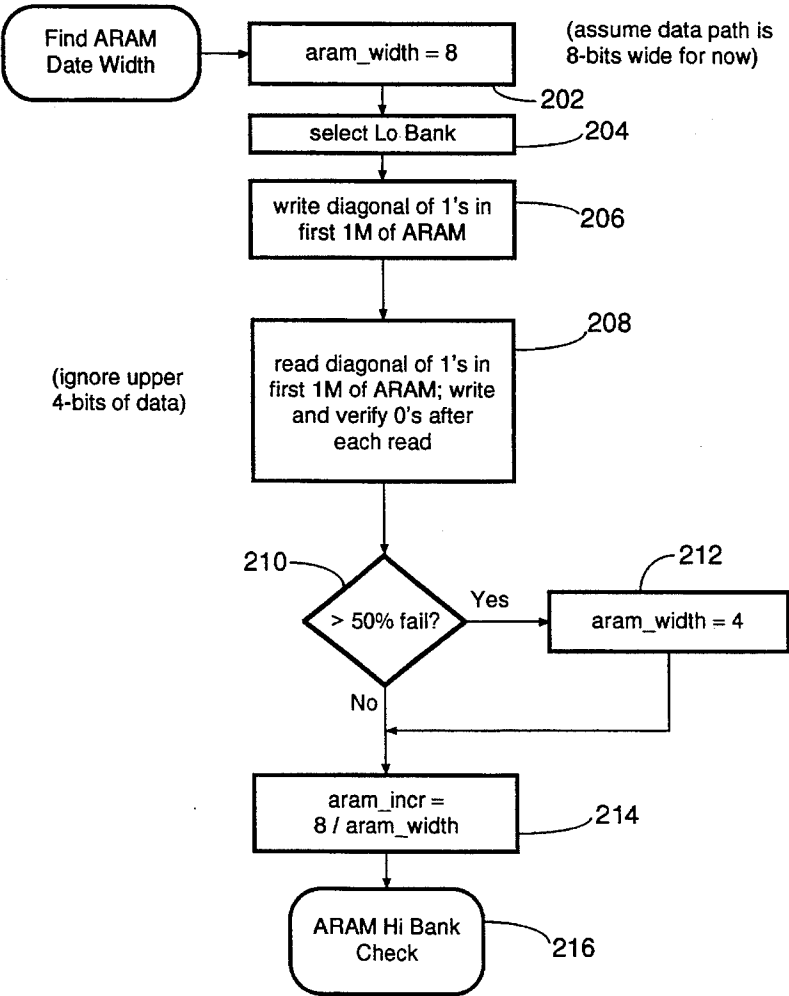 Find ARAM
Date Width
aram_width = 8
(assume data path is
8-bits wide for now)
202
select Lo Bank
204
write diagonal of 1's in
first 1M of ARAM
206
208
(ignore upper
4-bits of data)
read diagonal of 1's in
first 1M of ARAM; write
and verify 0's after
each read
210
> 50% fail?
Yes
212
aram_width = 4
No
aram_incr =
8 / aram_width
214
ARAM Hi Bank
Check
216